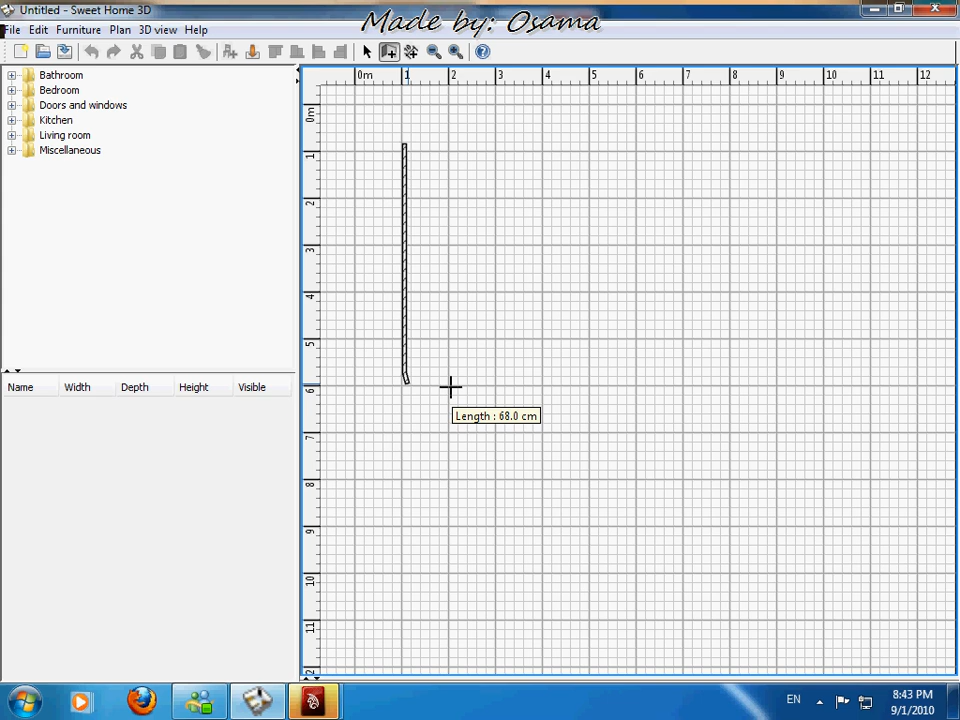 Untitled - Sweet Home 3D
Made by: Osama
File Edit Furniture Plan 3D view Help
Bathroom
Bedroom
Doors and windows
Kitchen
Living room
Miscellaneous
Name Width Depth Height Visible
0m 1 2 3 4 5 6 7 8 9 10 11 12
0m
1
2
3
4
5
6
7
8
9
10
11
12
Length : 68.0 cm
EN
8:43 PM
9/1/2010